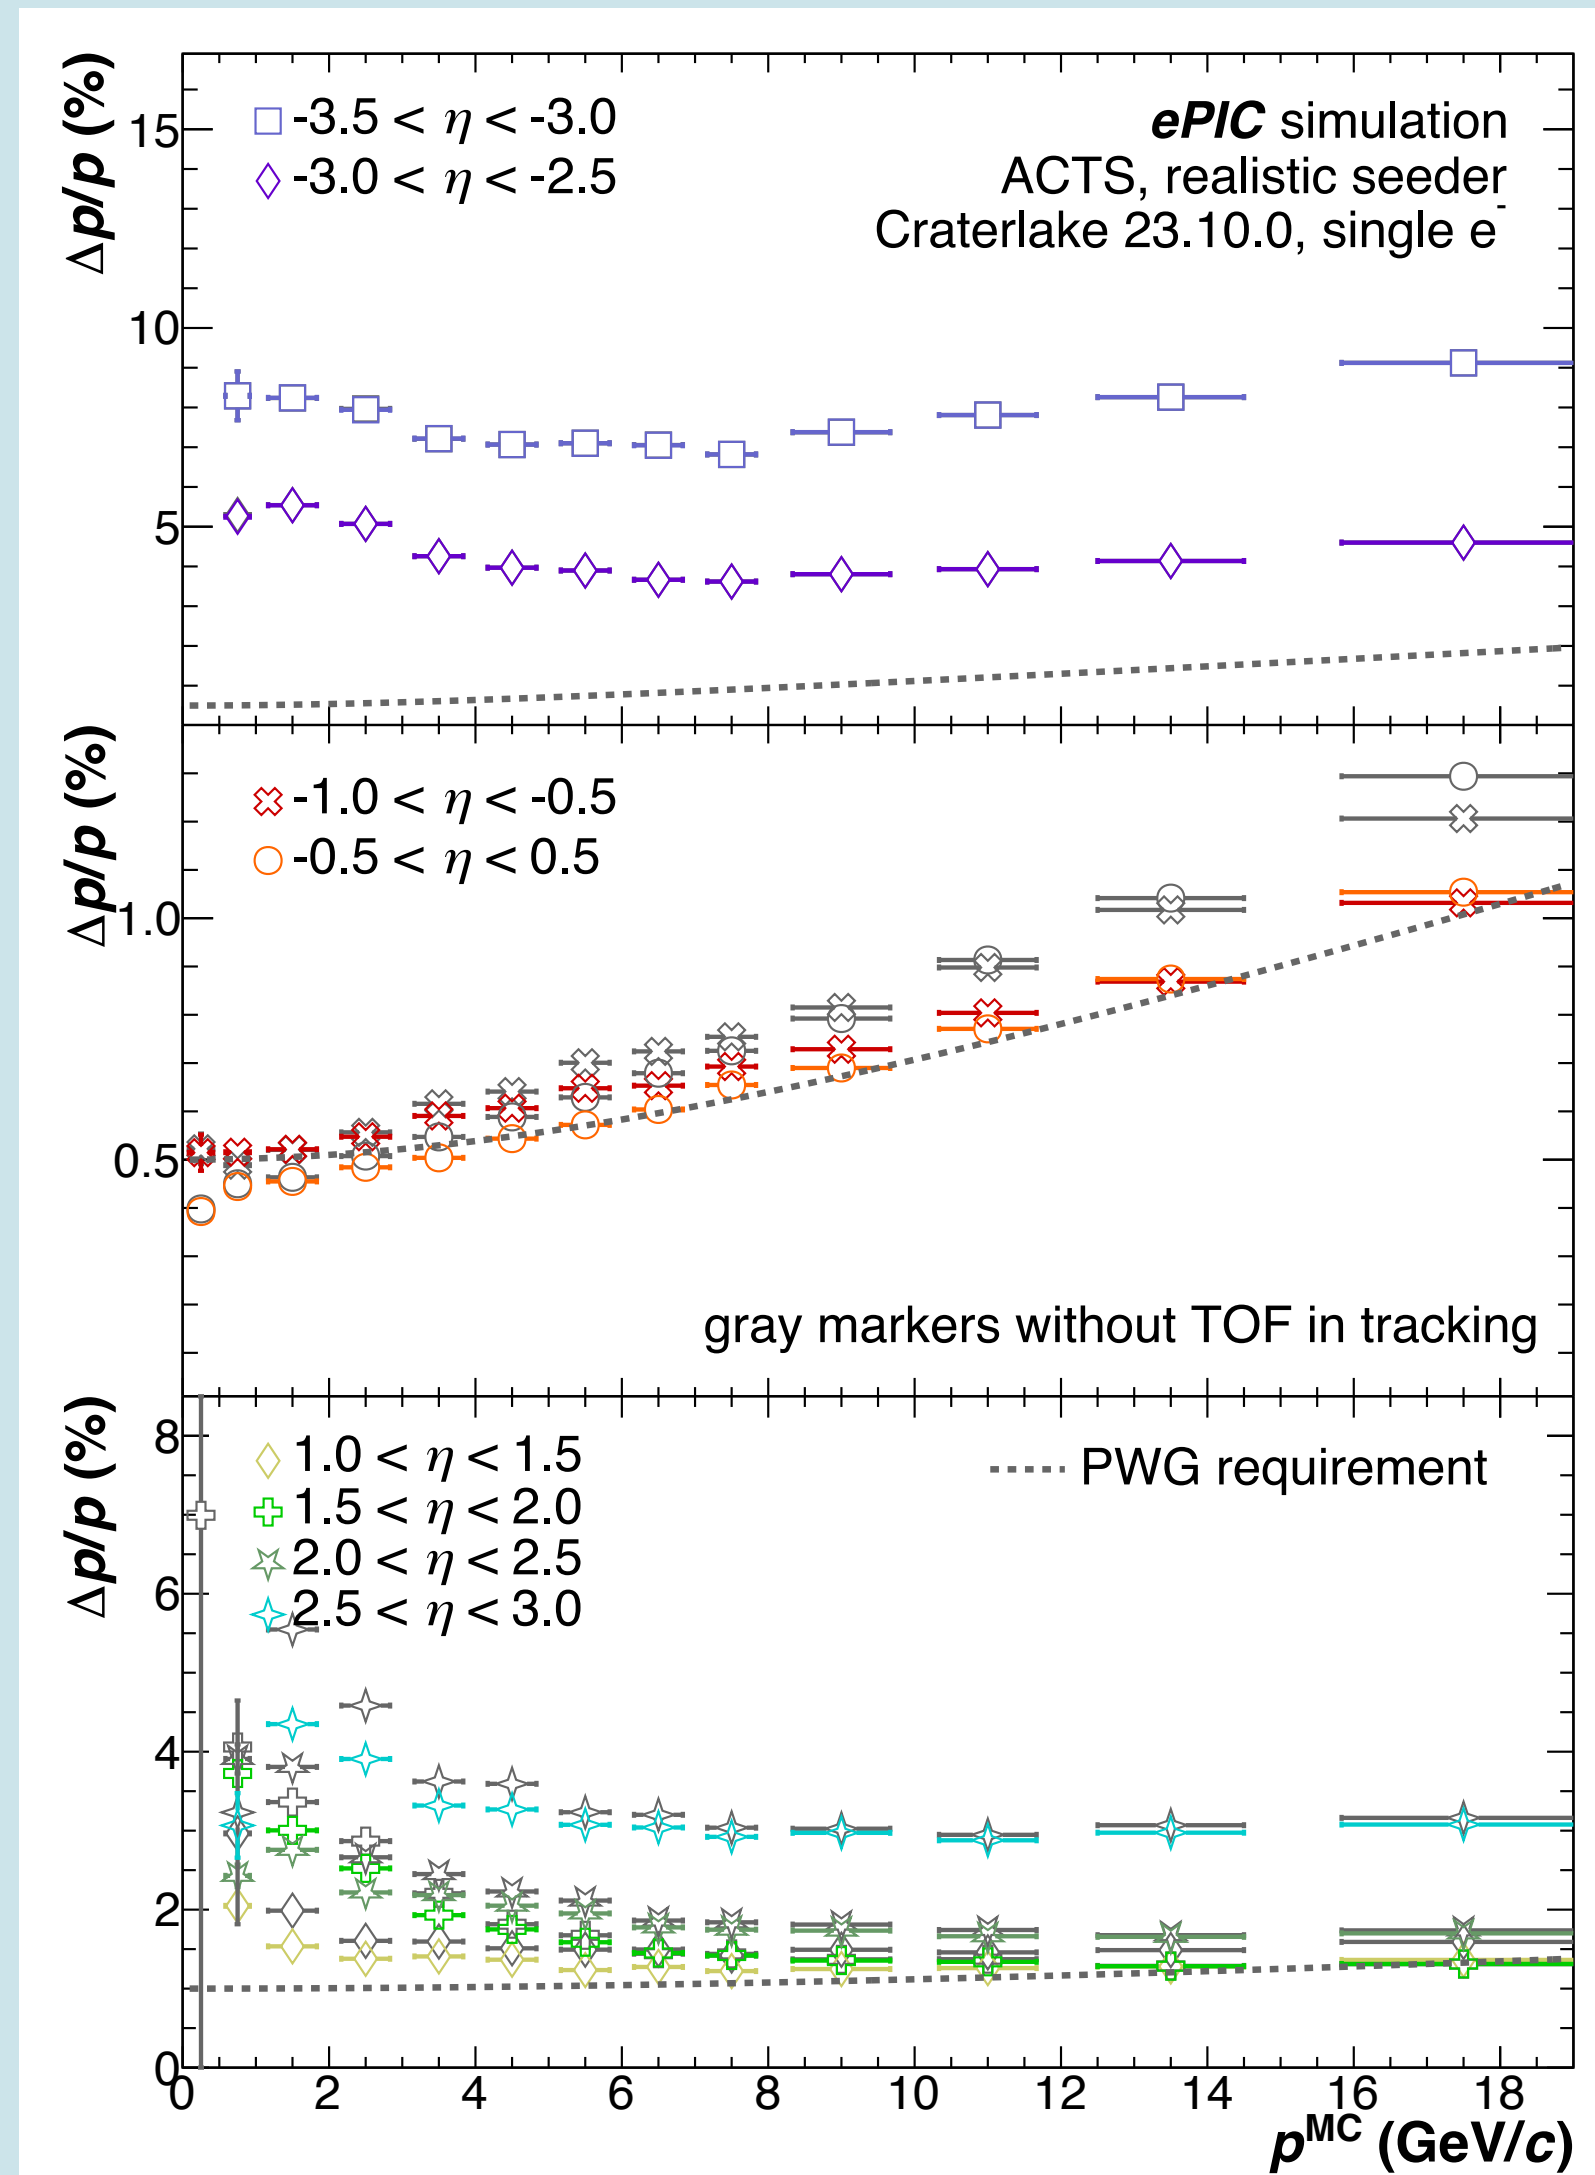 Δp/p (%)
15
10
5
-3.5 < η < -3.0
-3.0 < η < -2.5
ePIC simulation
ACTS, realistic seeder
Craterlake 23.10.0, single e⁻
Δp/p (%)
1.0
0.5
-1.0 < η < -0.5
-0.5 < η < 0.5
gray markers without TOF in tracking
Δp/p (%)
8
6
4
2
0
1.0 < η < 1.5
1.5 < η < 2.0
2.0 < η < 2.5
2.5 < η < 3.0
PWG requirement
0 2 4 6 8 10 12 14 16 18
pᴹᶜ (GeV/c)